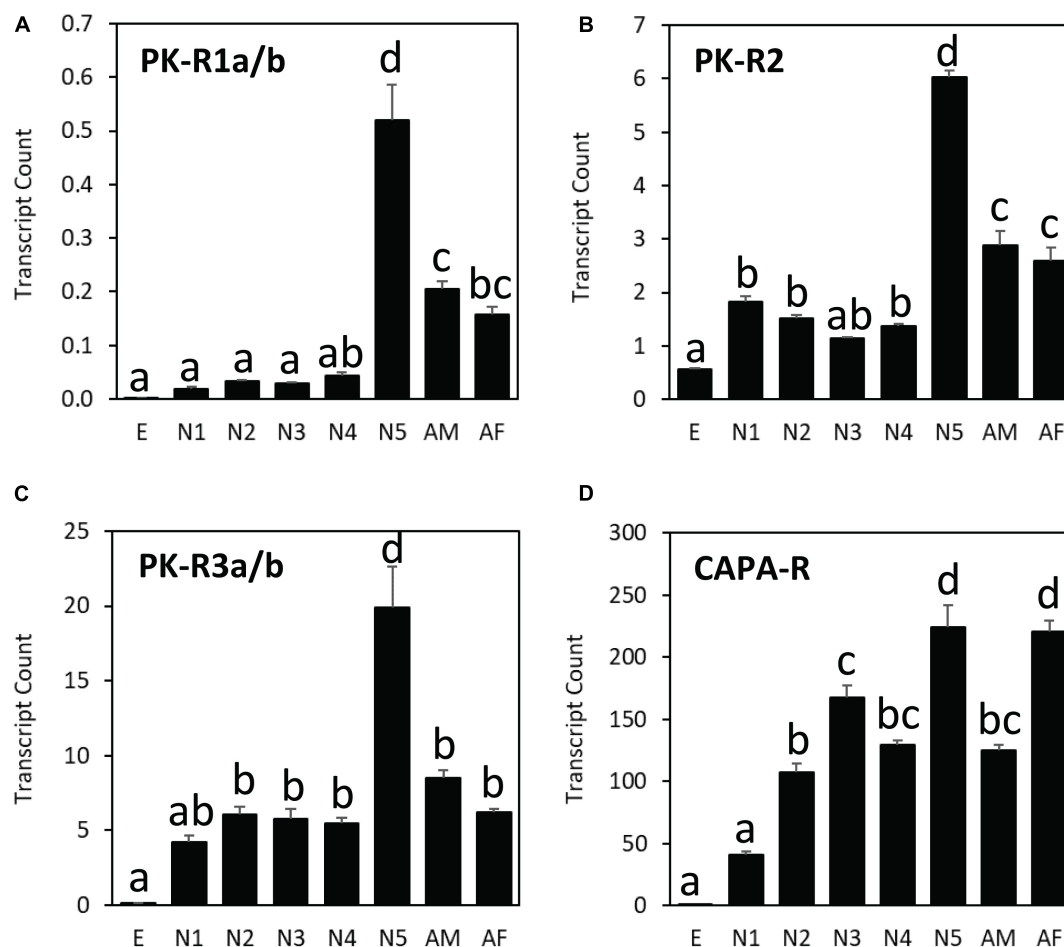 A
PK-R1a/b
Transcript Count
0.7
0.6
0.5
0.4
0.3
0.2
0.1
0.0
a a a a ab d c bc
E N1 N2 N3 N4 N5 AM AF
B
PK-R2
Transcript Count
7
6
5
4
3
2
1
0
a b b ab b d c c
E N1 N2 N3 N4 N5 AM AF
C
PK-R3a/b
Transcript Count
25
20
15
10
5
0
a ab b b b d b b
E N1 N2 N3 N4 N5 AM AF
D
CAPA-R
Transcript Count
300
250
200
150
100
50
0
a a b c bc d bc d
E N1 N2 N3 N4 N5 AM AF